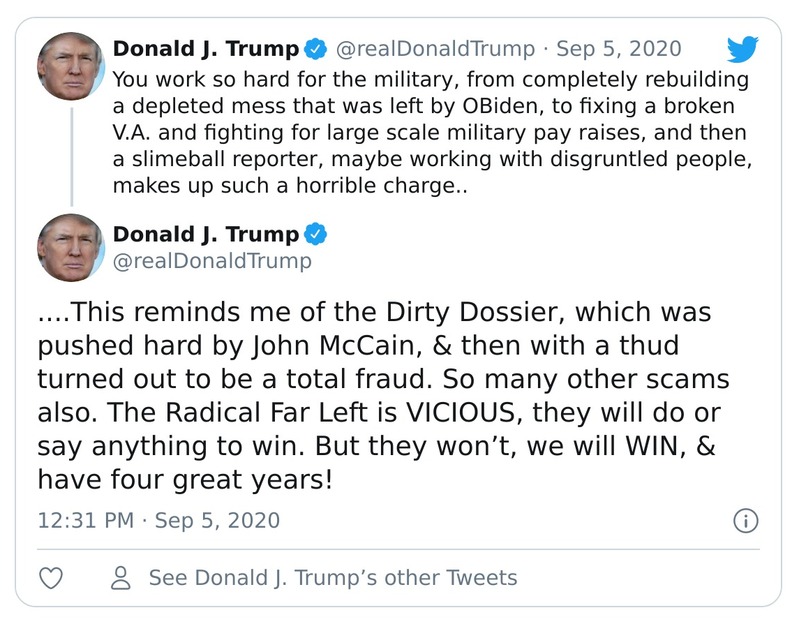 Donald J. Trump @realDonaldTrump · Sep 5, 2020
You work so hard for the military, from completely rebuilding
a depleted mess that was left by OBiden, to fixing a broken
V.A. and fighting for large scale military pay raises, and then
a slimeball reporter, maybe working with disgruntled people,
makes up such a horrible charge..
Donald J. Trump
@realDonaldTrump
....This reminds me of the Dirty Dossier, which was
pushed hard by John McCain, & then with a thud
turned out to be a total fraud. So many other scams
also. The Radical Far Left is VICIOUS, they will do or
say anything to win. But they won’t, we will WIN, &
have four great years!
12:31 PM · Sep 5, 2020
See Donald J. Trump’s other Tweets